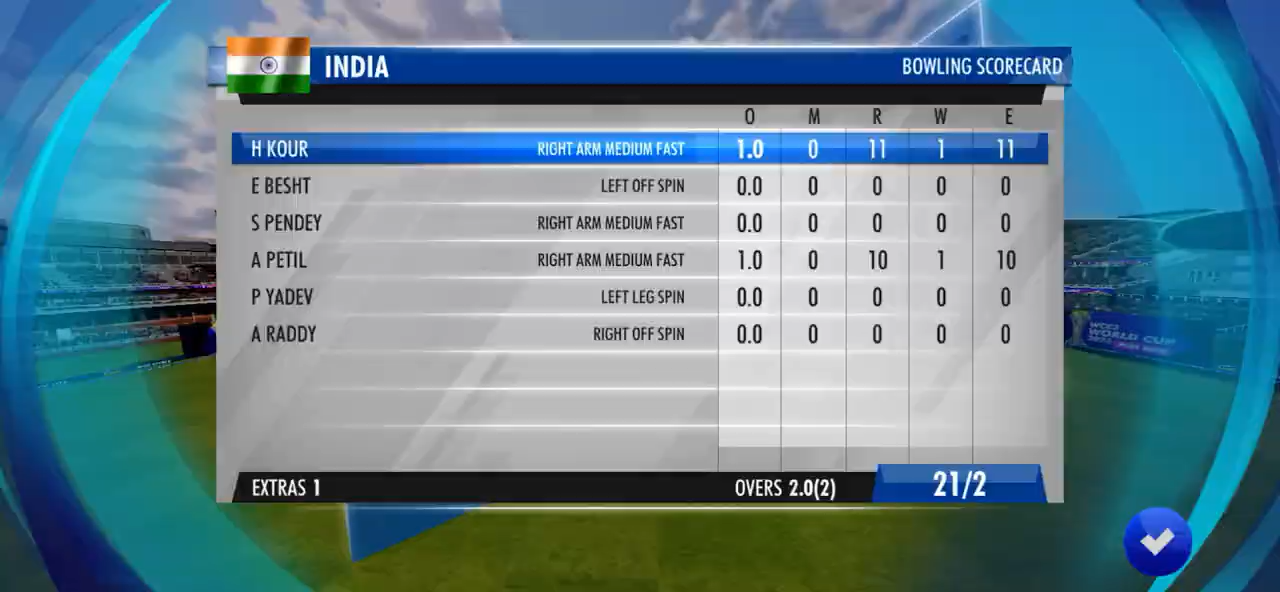 INDIA BOWLING SCORECARD
O M R W E
H KOUR RIGHT ARM MEDIUM FAST 1.0 0 11 1 11
E BESHT LEFT OFF SPIN 0.0 0 0 0 0
S PENDEY RIGHT ARM MEDIUM FAST 0.0 0 0 0 0
A PETIL RIGHT ARM MEDIUM FAST 1.0 0 10 1 10
P YADEV LEFT LEG SPIN 0.0 0 0 0 0
A RADDY RIGHT OFF SPIN 0.0 0 0 0 0
EXTRAS 1 OVERS 2.0(2) 21/2
WORLD CUP